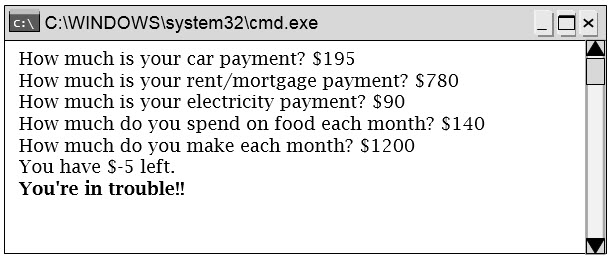 C:\WINDOWS\system32\cmd.exe
How much is your car payment? $195
How much is your rent/mortgage payment? $780
How much is your electricity payment? $90
How much do you spend on food each month? $140
How much do you make each month? $1200
You have $-5 left.
You're in trouble!!